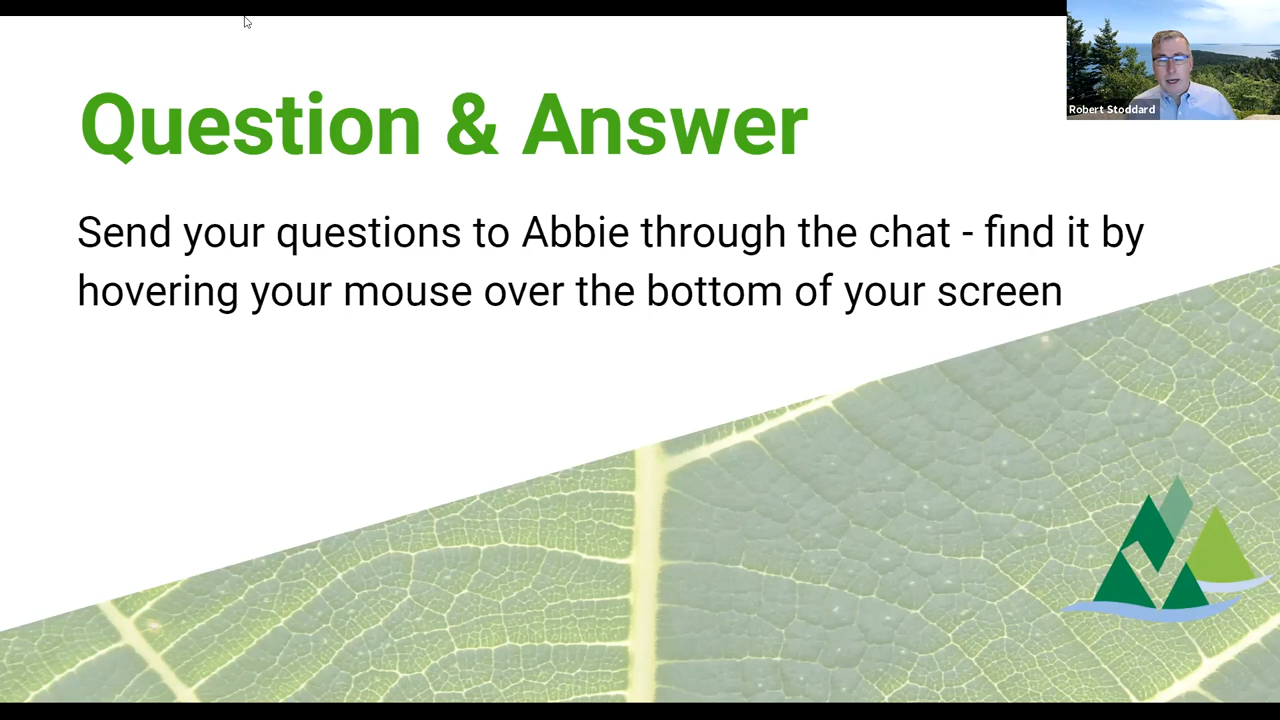 Robert Stoddard
Question & Answer
Send your questions to Abbie through the chat - find it by
hovering your mouse over the bottom of your screen